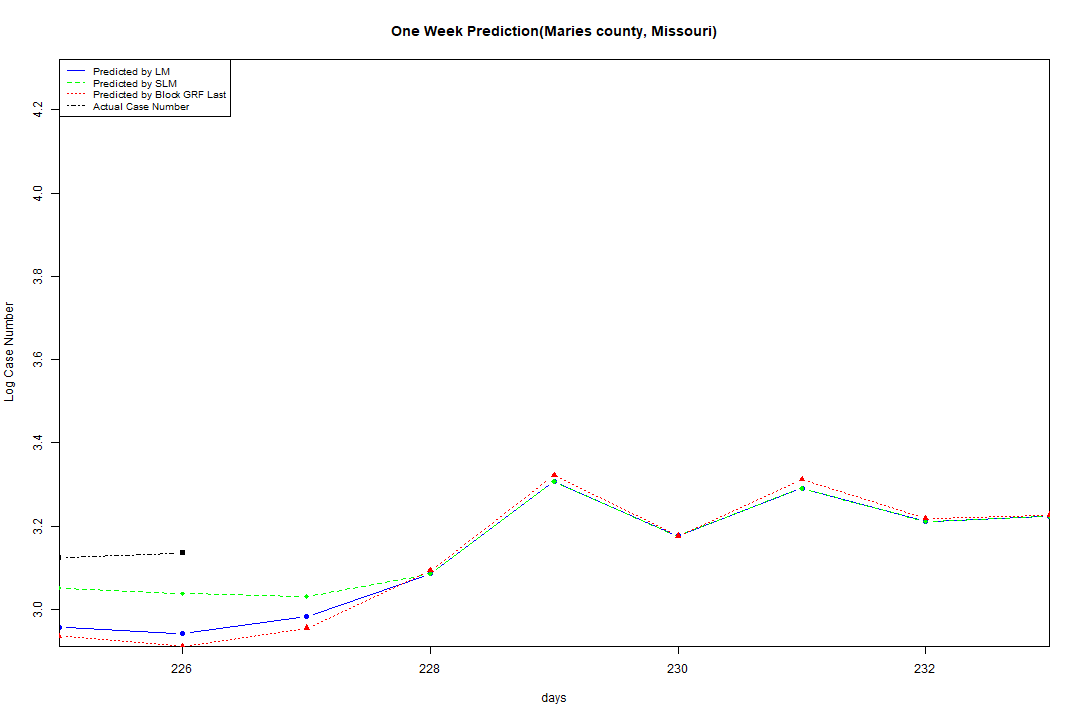 One Week Prediction(Maries county, Missouri)
Predicted by LM
Predicted by SLM
Predicted by Block GRF Last
Actual Case Number
4.2
4.0
3.8
3.6
3.4
3.2
3.0
Log Case Number
226 228 230 232
days